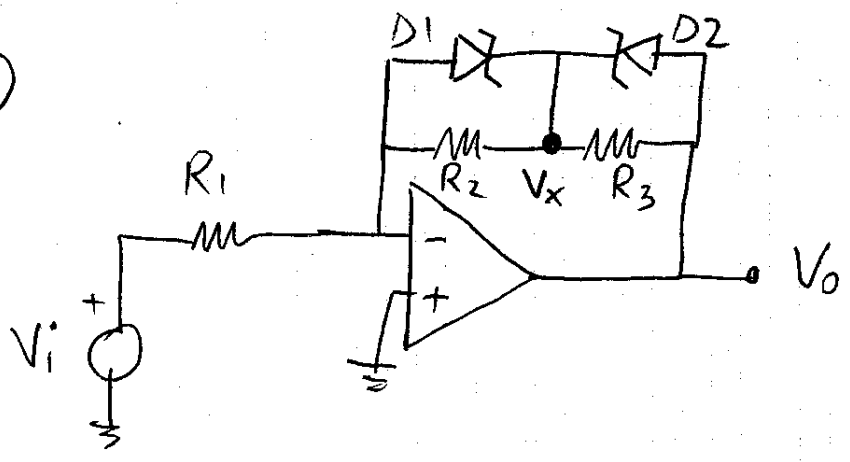 D1
D2
R1
R2
Vx
R3
-
+
+
Vi
Vo